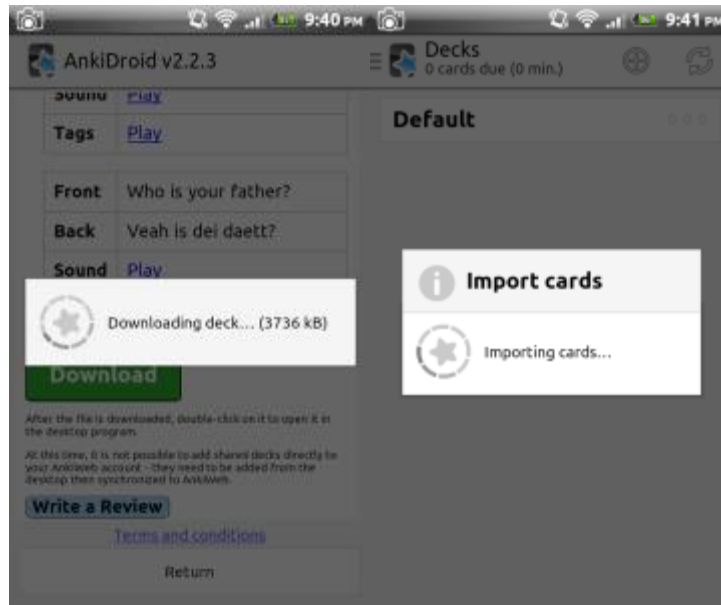 9:40 PM
AnkiDroid v2.2.3
Sound Play
Tags Play
Front Who is your father?
Back Veah is dei daett?
Sound Play
Downloading deck... (3736 kB)
Download
After the file is downloaded, double-click on it to open it in
the desktop program.
At this time, it is not possible to add shared decks directly to
your AnkiWeb account - they need to be added from the
desktop then synchronized to AnkiWeb.
Write a Review
Terms and conditions
Return
9:41 PM
Decks
0 cards due (0 min.)
Default
Import cards
Importing cards...